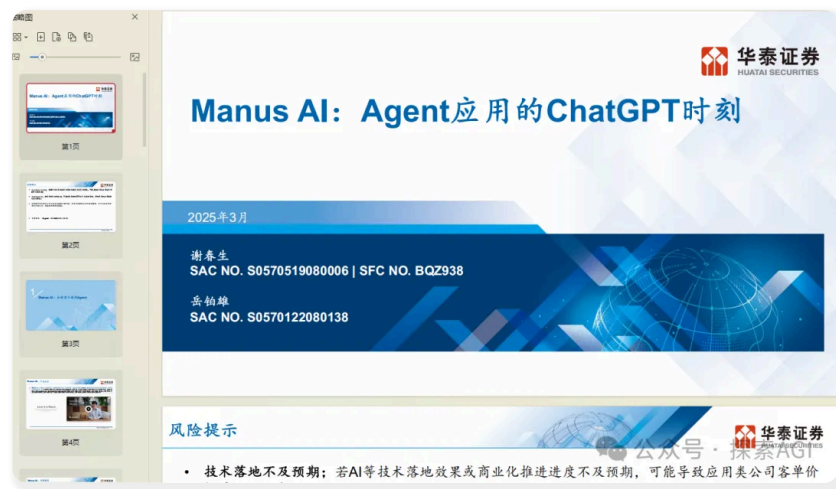 略图
华泰证券
HUATAI SECURITIES
Manus AI：Agent应用的ChatGPT时刻
2025年3月
谢春生
SAC NO. S0570519080006 | SFC NO. BQZ938
岳铂雄
SAC NO. S0570122080138
第1页
第2页
第3页
第4页
风险提示
华泰证券
HUATAI SECURITIES
公众号 · 探索AGI
• 技术落地不及预期；若AI等技术落地效果或商业化推进进度不及预期，可能导致应用类公司客单价